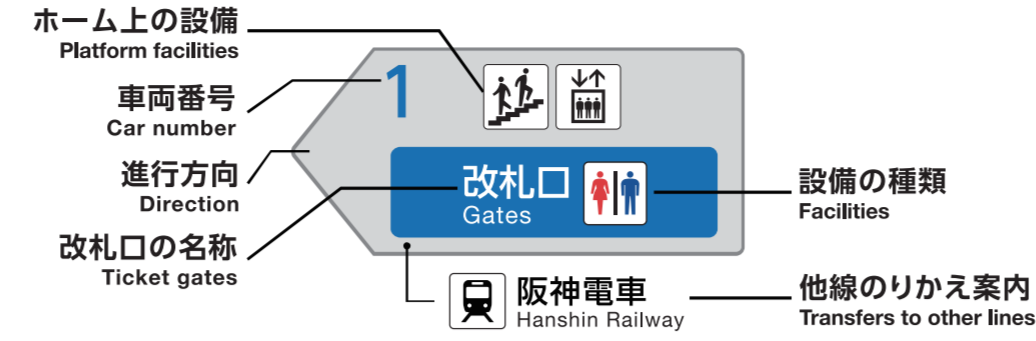 ホーム上の設備
Platform facilities
車両番号
Car number
進行方向
Direction
改札口の名称
Ticket gates
1
改札口
Gates
設備の種類
Facilities
阪神電車
Hanshin Railway
他線のりかえ案内
Transfers to other lines